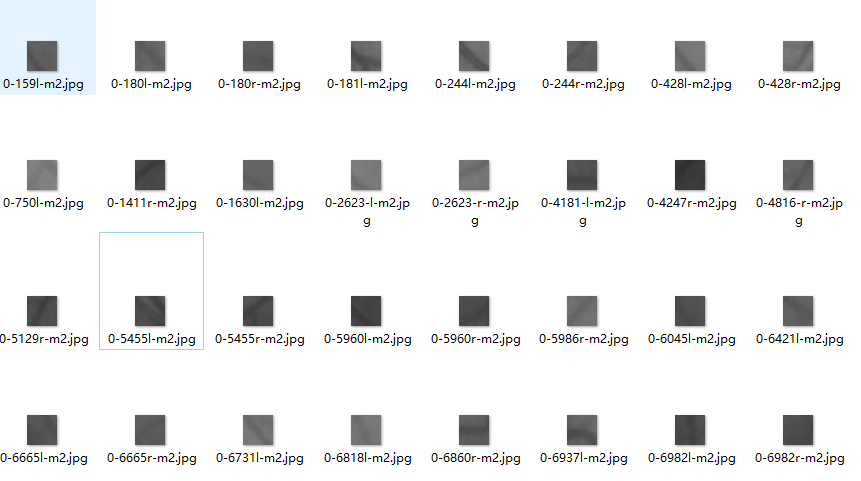 0-159l-m2.jpg 0-180l-m2.jpg 0-180r-m2.jpg 0-181l-m2.jpg 0-244l-m2.jpg 0-244r-m2.jpg 0-428l-m2.jpg 0-428r-m2.jpg
0-750l-m2.jpg 0-1411r-m2.jpg 0-1630l-m2.jpg 0-2623-l-m2.jp 0-2623-r-m2.jp 0-4181-l-m2.jp 0-4247r-m2.jpg 0-4816-r-m2.jp
g g g g
0-5129r-m2.jpg 0-5455l-m2.jpg 0-5455r-m2.jpg 0-5960l-m2.jpg 0-5960r-m2.jpg 0-5986r-m2.jpg 0-6045l-m2.jpg 0-6421l-m2.jpg
0-6665l-m2.jpg 0-6665r-m2.jpg 0-6731l-m2.jpg 0-6818l-m2.jpg 0-6860r-m2.jpg 0-6937l-m2.jpg 0-6982l-m2.jpg 0-6982r-m2.jpg